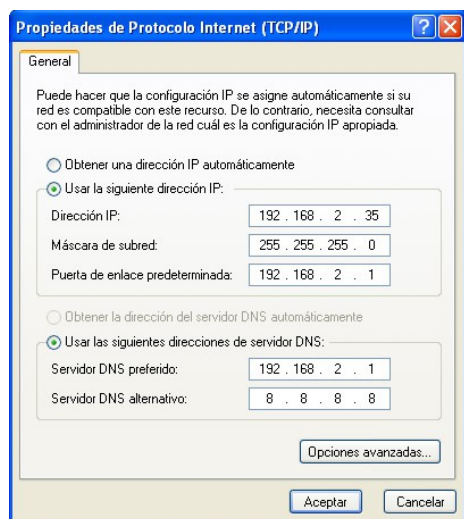 Propiedades de Protocolo Internet (TCP/IP)
General
Puede hacer que la configuración IP se asigne automáticamente si su
red es compatible con este recurso. De lo contrario, necesita consultar
con el administrador de la red cuál es la configuración IP apropiada.
Obtener una dirección IP automáticamente
Usar la siguiente dirección IP:
Dirección IP: 192 . 168 . 2 . 35
Máscara de subred: 255 . 255 . 255 . 0
Puerta de enlace predeterminada: 192 . 168 . 2 . 1
Obtener la dirección del servidor DNS automáticamente
Usar las siguientes direcciones de servidor DNS:
Servidor DNS preferido: 192 . 168 . 2 . 1
Servidor DNS alternativo: 8 . 8 . 8 . 8
Opciones avanzadas...
Aceptar Cancelar